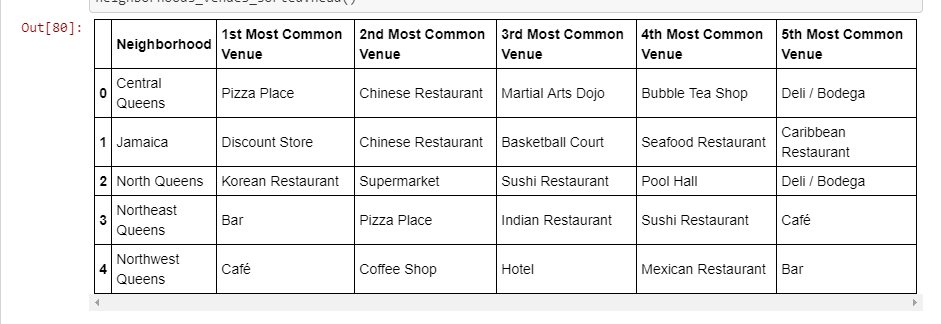 neighborhoods_venues_sorted.head()
Out[80]:
Neighborhood 1st Most Common Venue 2nd Most Common Venue 3rd Most Common Venue 4th Most Common Venue 5th Most Common Venue
0 Central Queens Pizza Place Chinese Restaurant Martial Arts Dojo Bubble Tea Shop Deli / Bodega
1 Jamaica Discount Store Chinese Restaurant Basketball Court Seafood Restaurant Caribbean Restaurant
2 North Queens Korean Restaurant Supermarket Sushi Restaurant Pool Hall Deli / Bodega
3 Northeast Queens Bar Pizza Place Indian Restaurant Sushi Restaurant Café
4 Northwest Queens Café Coffee Shop Hotel Mexican Restaurant Bar